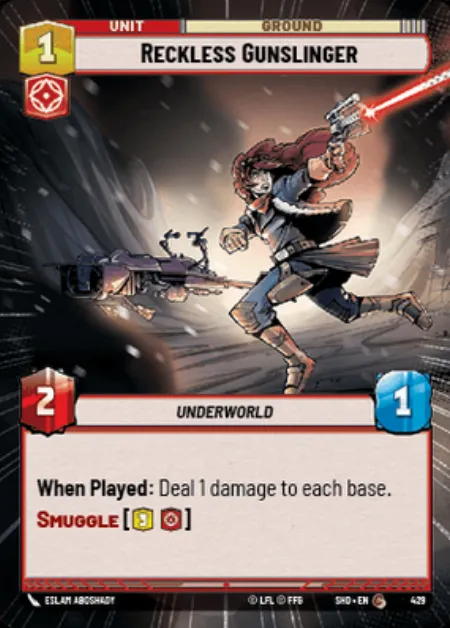 UNIT GROUND
1 RECKLESS GUNSLINGER
2 UNDERWORLD 1
When Played: Deal 1 damage to each base.
SMUGGLE [3 ]
ESLAM ABOSHADY © LFL © FFG SHD • EN C 429